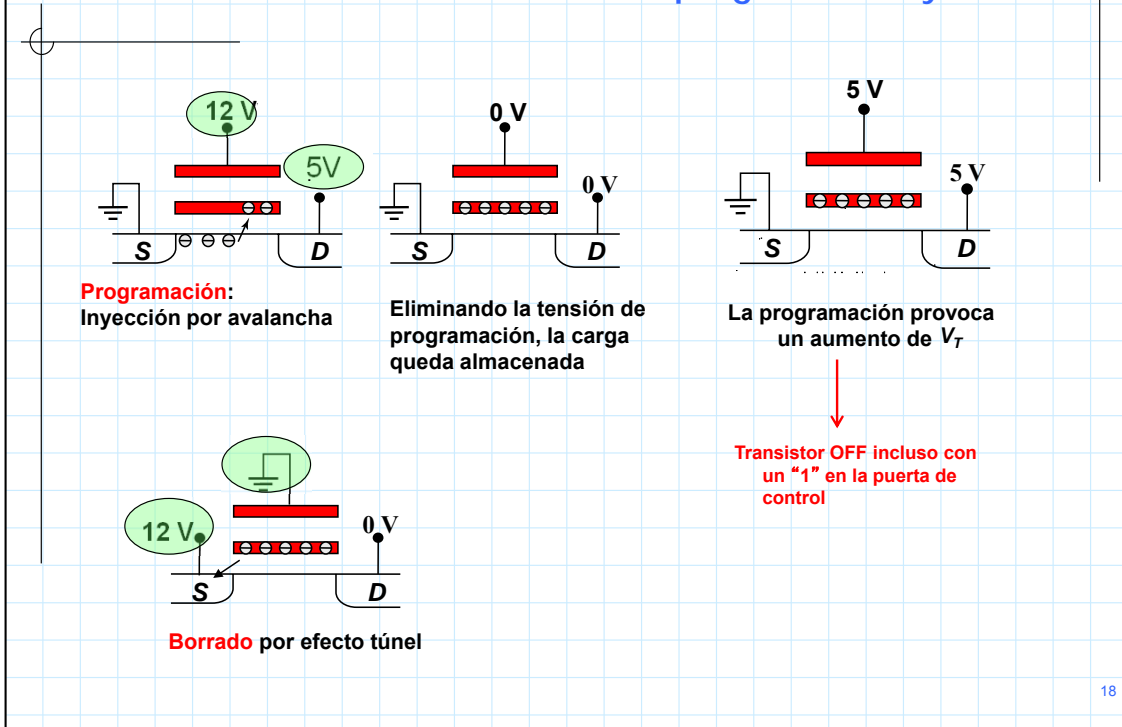 12 V
5V
S
D
Programación:
Inyección por avalancha
0 V
0 V
S
D
Eliminando la tensión de
programación, la carga
queda almacenada
5 V
5 V
S
D
La programación provoca
un aumento de VT
Transistor OFF incluso con
un “1” en la puerta de
control
12 V
0 V
S
D
Borrado por efecto túnel
18